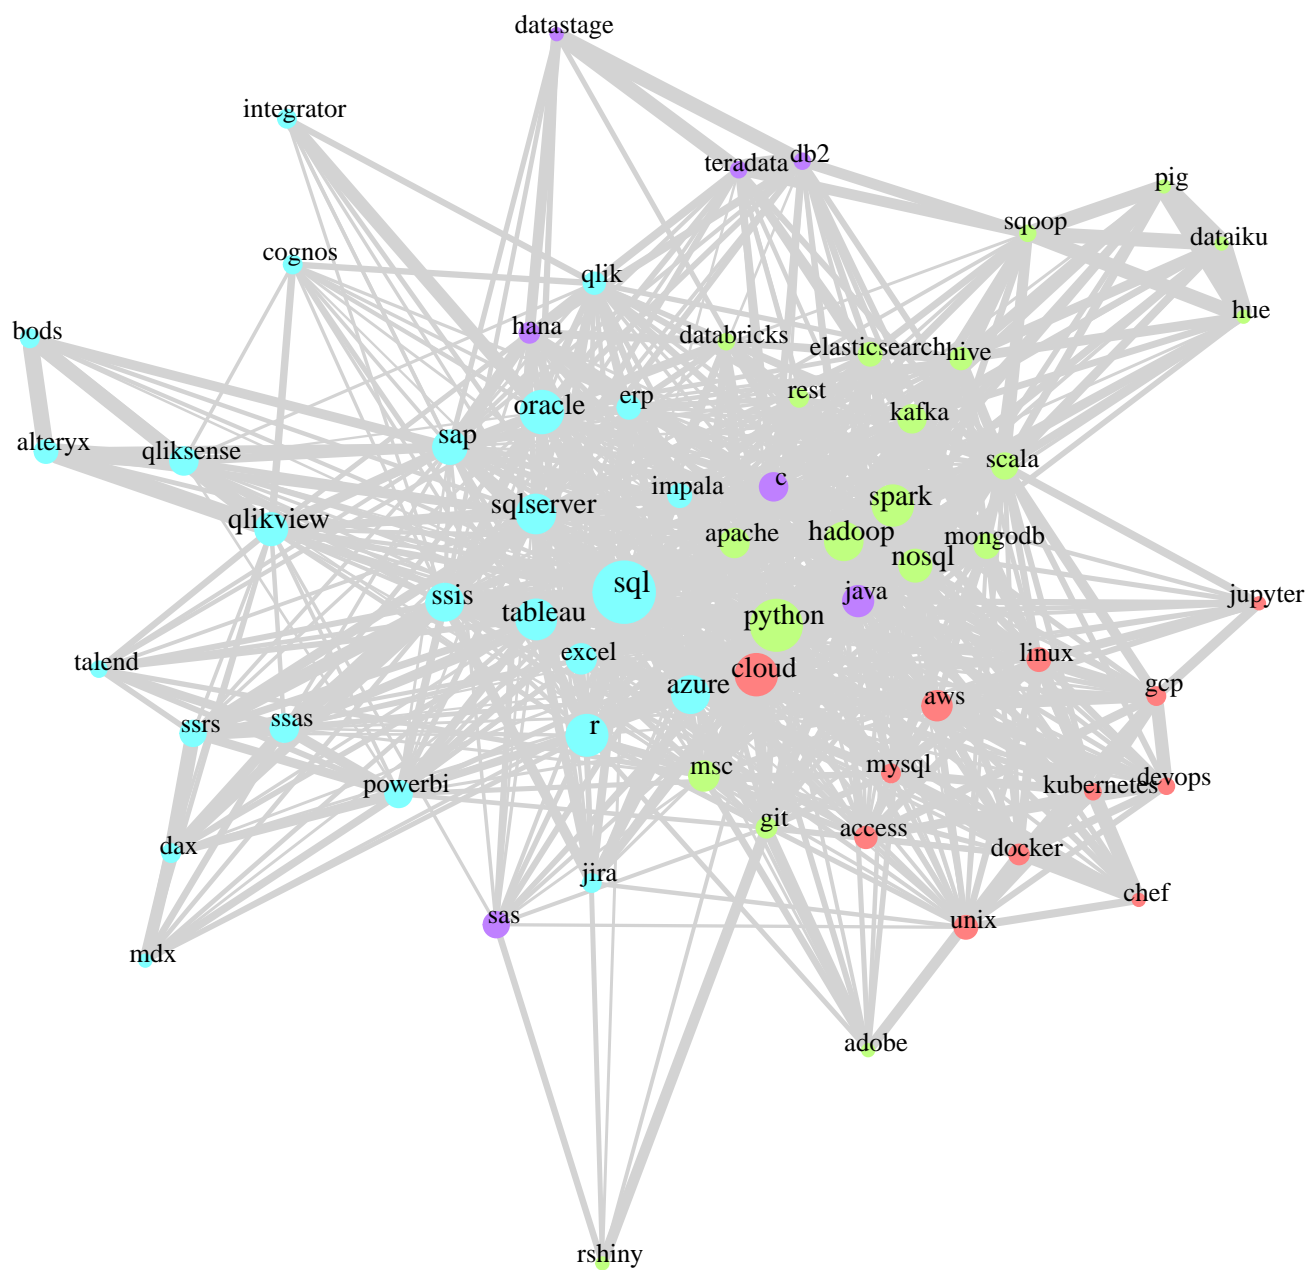 datastage
integrator
teradata
db2
pig
sqoop
dataiku
cognos
qlik
bods
hana
databricks
elasticsearch
hive
hue
rest
oracle
erp
kafka
alteryx
qliksense
sap
scala
qlikview
sqlserver
impala
c
spark
apache
hadoop
nosql
mongodb
ssis
sql
java
jupyter
tableau
python
talend
excel
cloud
linux
azure
gcp
aws
ssrs
ssas
r
powerbi
msc
mysql
kubernetes
devops
dax
git
access
docker
jira
chef
sas
unix
mdx
adobe
rshiny